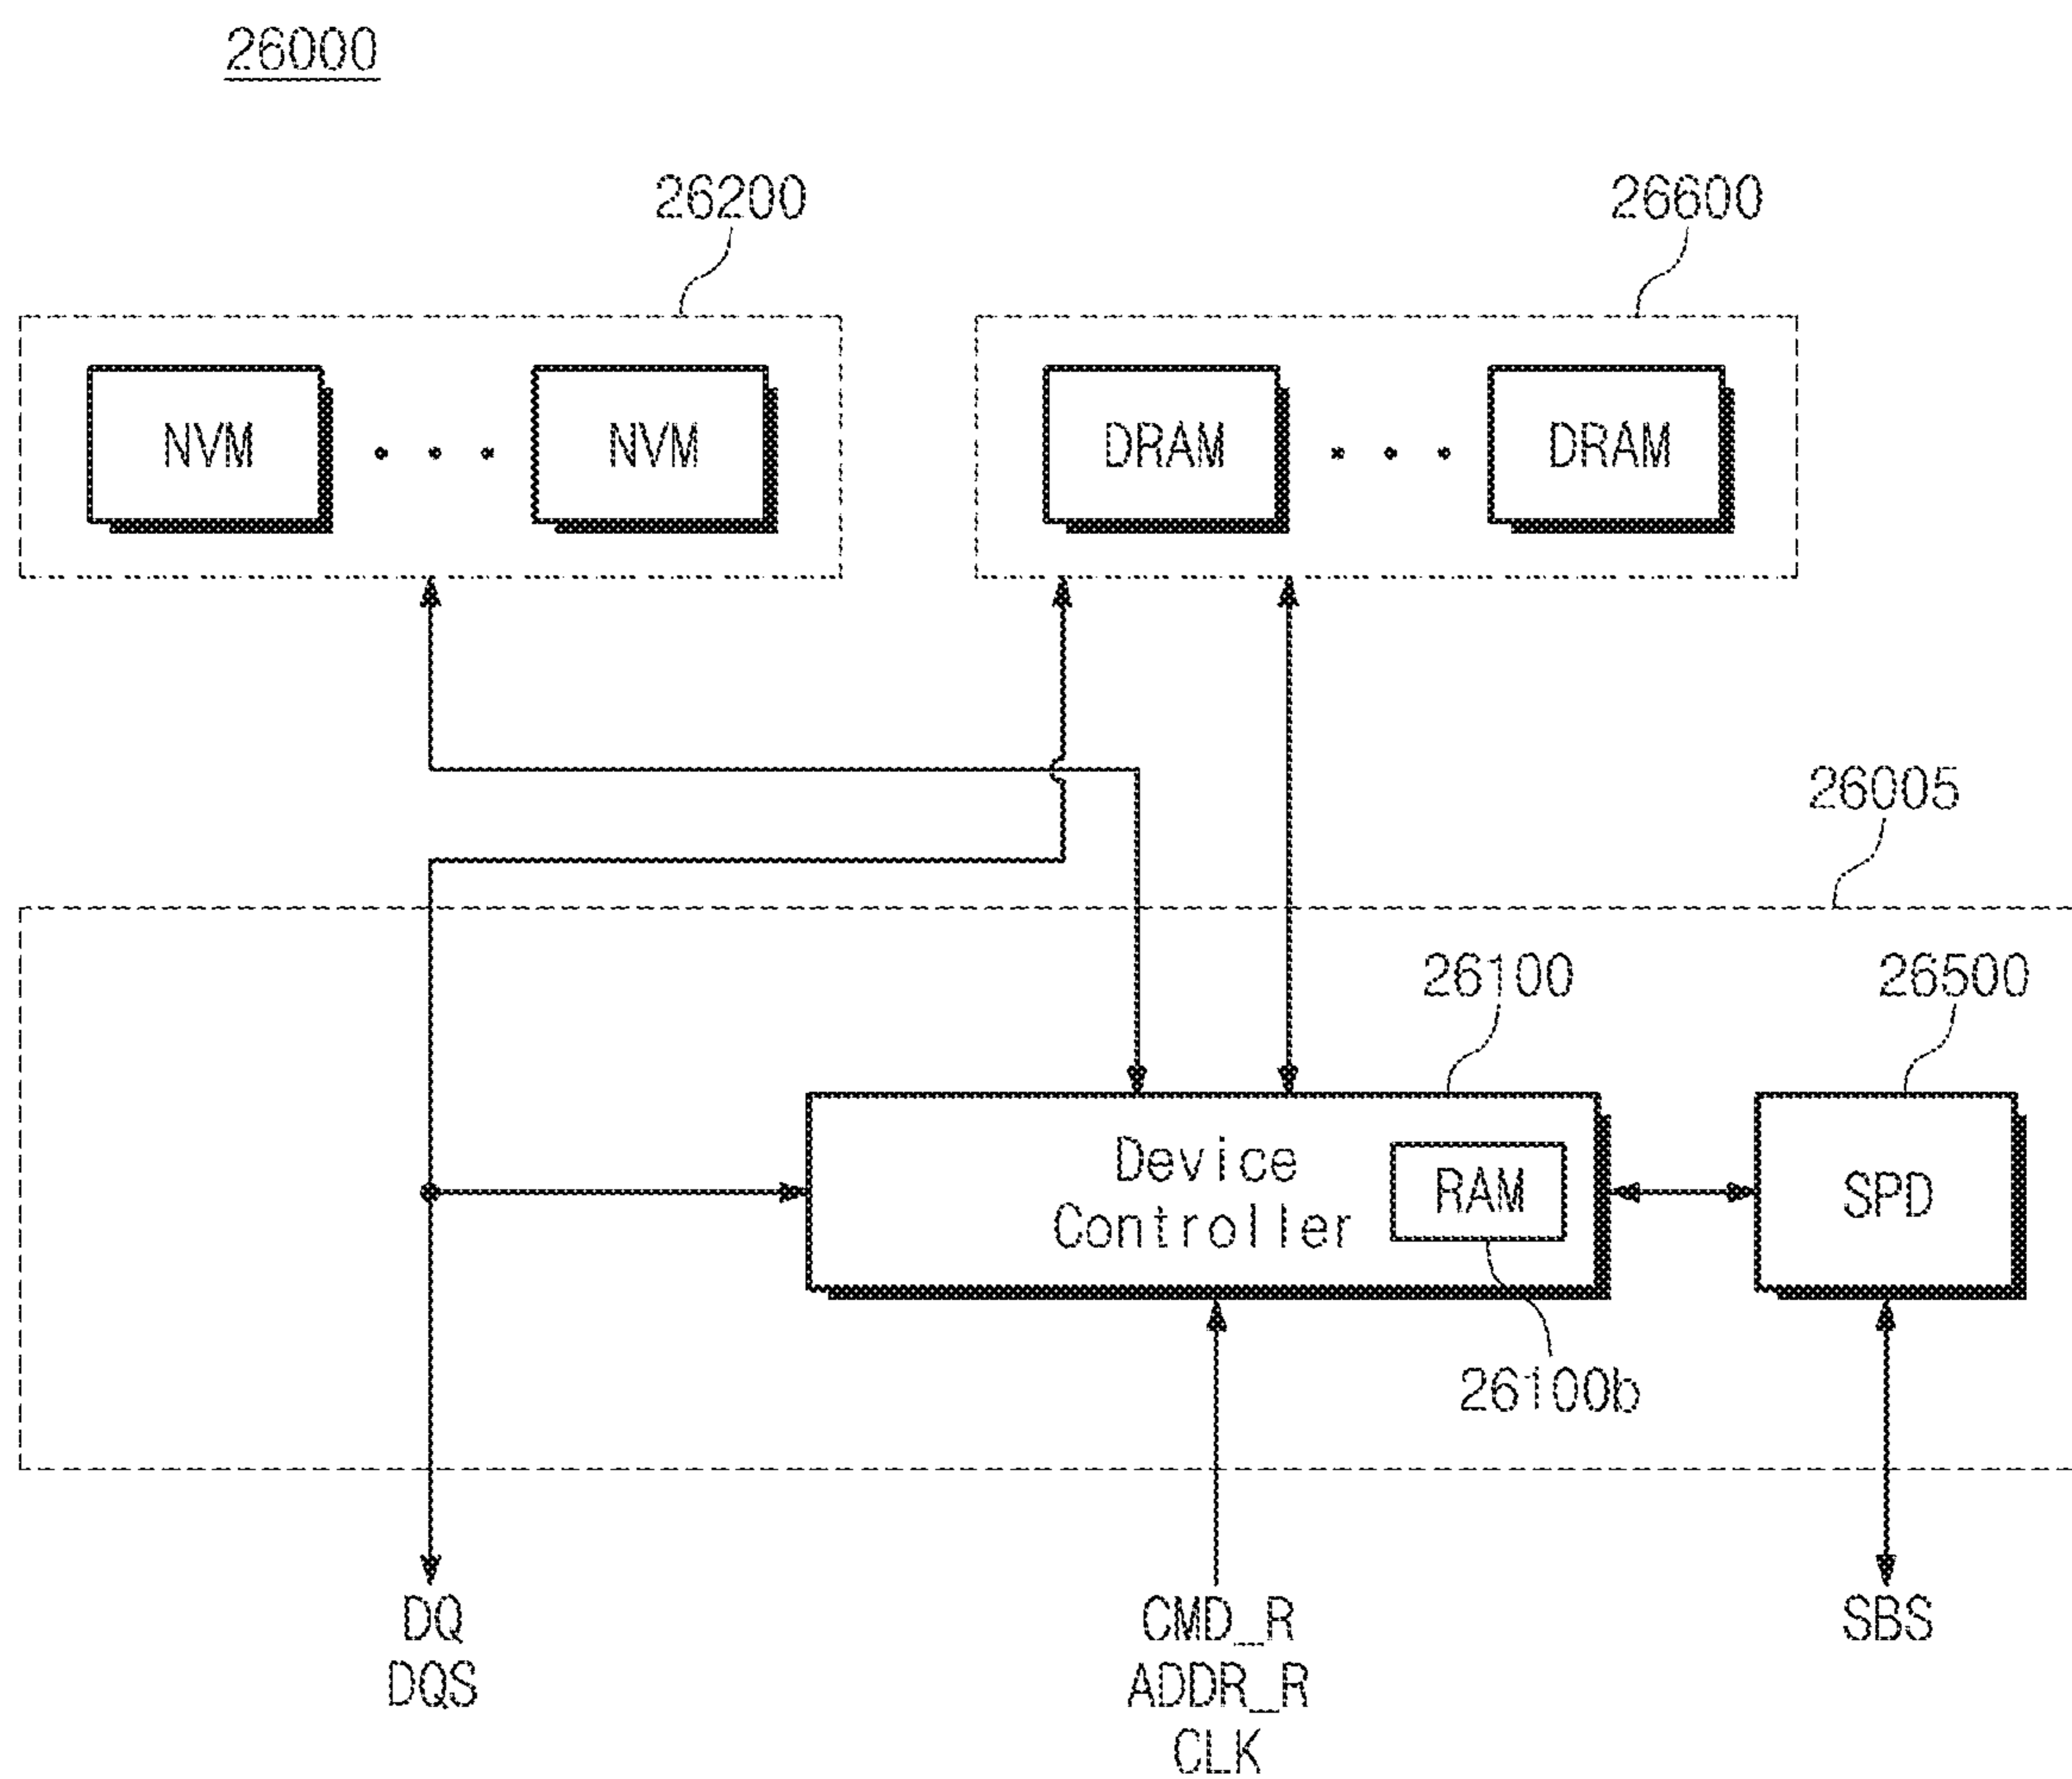 26000
26200
26600
NVM
NVM
DRAM
DRAM
26005
26100
26500
Device
Controller
RAM
SPD
26100b
DQ
DQS
CMD_R
ADDR_R
CLK
SBS